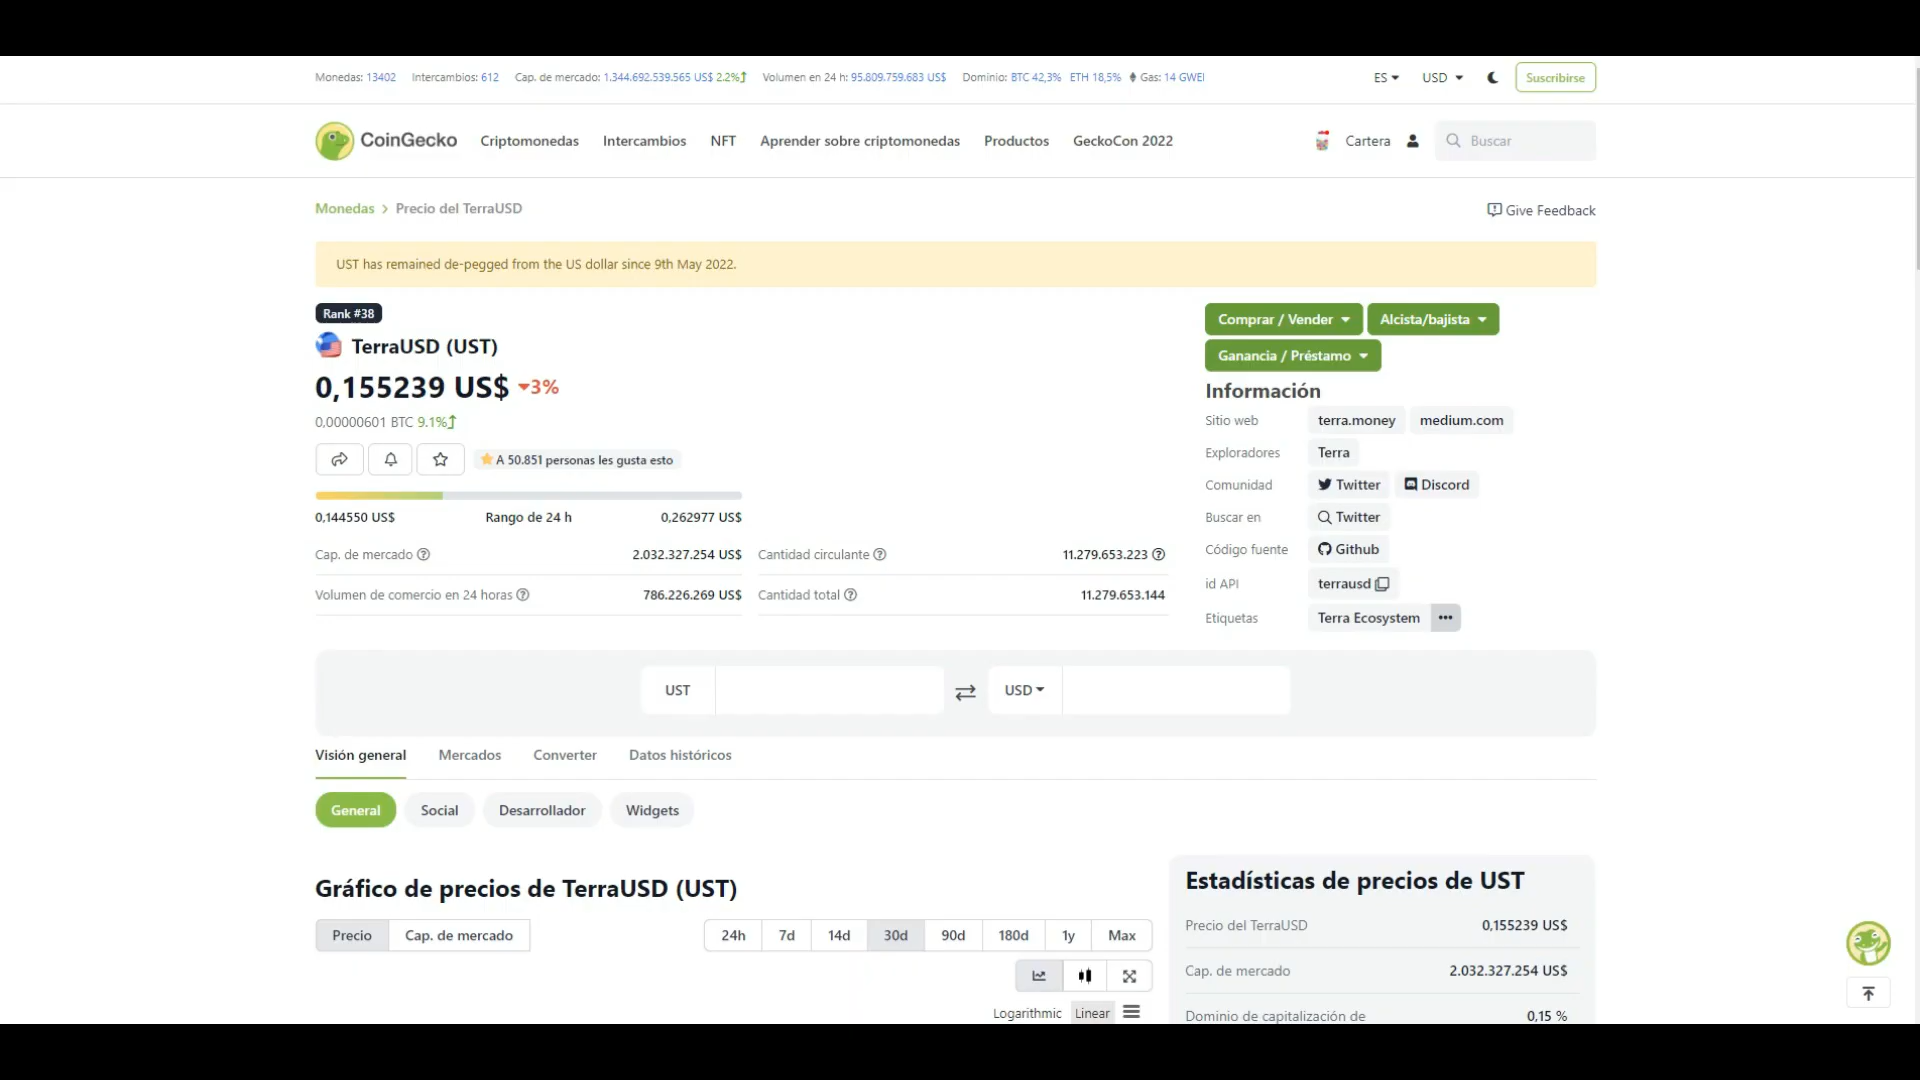 Monedas: 13402 Intercambios: 612 Cap. de mercado: 1.344.692.539.565 US$ 2.2% Volumen en 24 h: 95.809.759.683 US$ Dominio: BTC 42,3% ETH 18,5% Gas: 14 GWEI
ES USD Suscribirse
CoinGecko Criptomonedas Intercambios NFT Aprender sobre criptomonedas Productos GeckoCon 2022 Cartera Buscar
Monedas > Precio del TerraUSD
Give Feedback
UST has remained de-pegged from the US dollar since 9th May 2022.
Rank #38
TerraUSD (UST)
0,155239 US$ 3%
0,00000601 BTC 9.1%
A 50.851 personas les gusta esto
0,144550 US$ Rango de 24 h 0,262977 US$
Cap. de mercado 2.032.327.254 US$ Cantidad circulante 11.279.653.223
Volumen de comercio en 24 horas 786.226.269 US$ Cantidad total 11.279.653.144
Comprar / Vender Alcista/bajista
Ganancia / Préstamo
Información
Sitio web terra.money medium.com
Exploradores Terra
Comunidad Twitter Discord
Buscar en Twitter
Código fuente Github
id API terrausd
Etiquetas Terra Ecosystem •••
UST USD
Visión general Mercados Converter Datos históricos
General Social Desarrollador Widgets
Gráfico de precios de TerraUSD (UST)
Precio Cap. de mercado 24h 7d 14d 30d 90d 180d 1y Max
Logarithmic Linear
Estadísticas de precios de UST
Precio del TerraUSD 0,155239 US$
Cap. de mercado 2.032.327.254 US$
Dominio de capitalización de 0,15 %